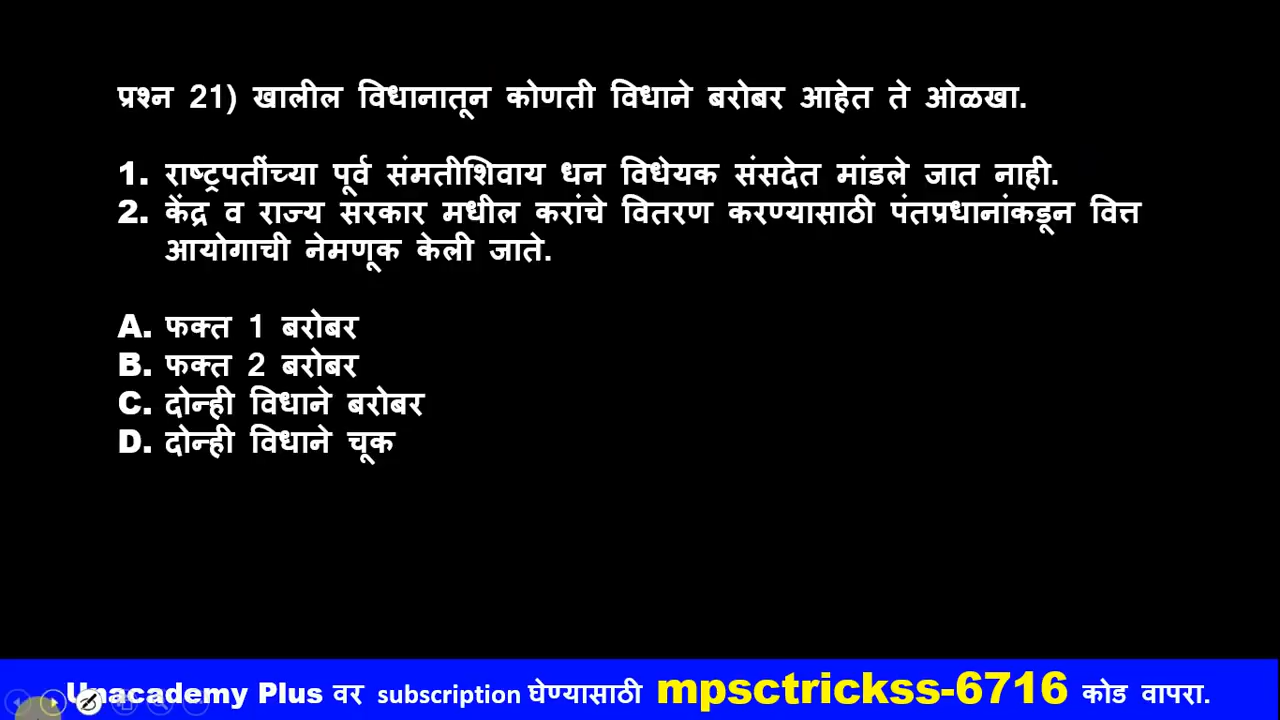 प्रश्न 21) खालील विधानातून कोणती विधाने बरोबर आहेत ते ओळखा.
1. राष्ट्रपतींच्या पूर्व संमतीशिवाय धन विधेयक संसदेत मांडले जात नाही.
2. केंद्र व राज्य सरकार मधील करांचे वितरण करण्यासाठी पंतप्रधानांकडून वित्त
आयोगाची नेमणूक केली जाते.
A. फक्त 1 बरोबर
B. फक्त 2 बरोबर
C. दोन्ही विधाने बरोबर
D. दोन्ही विधाने चूक
Unacademy Plus वर subscription घेण्यासाठी mpsctrickss-6716 कोड वापरा.